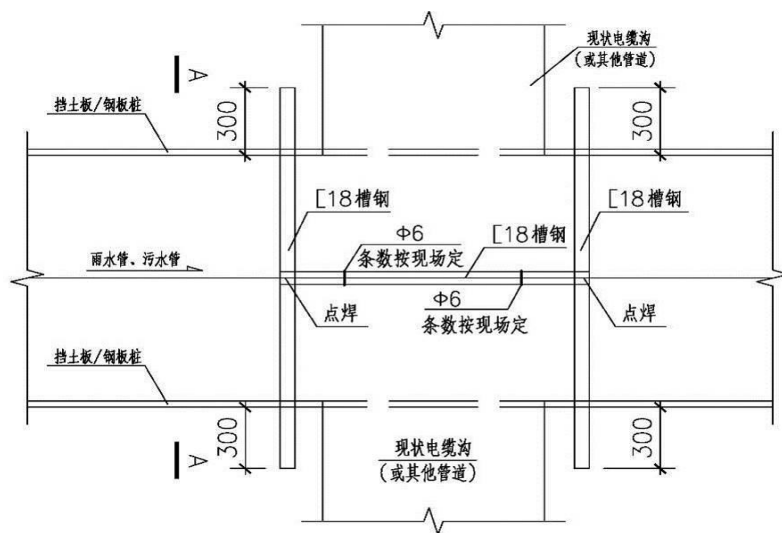 现状电缆沟
(或其他管道)
A
300
300
挡土板/钢板桩
[18槽钢
[18槽钢
Φ6
[18槽钢
条数按现场定
雨水管、污水管
Φ6
点焊
条数按现场定
点焊
挡土板/钢板桩
300
300
A
现状电缆沟
(或其他管道)